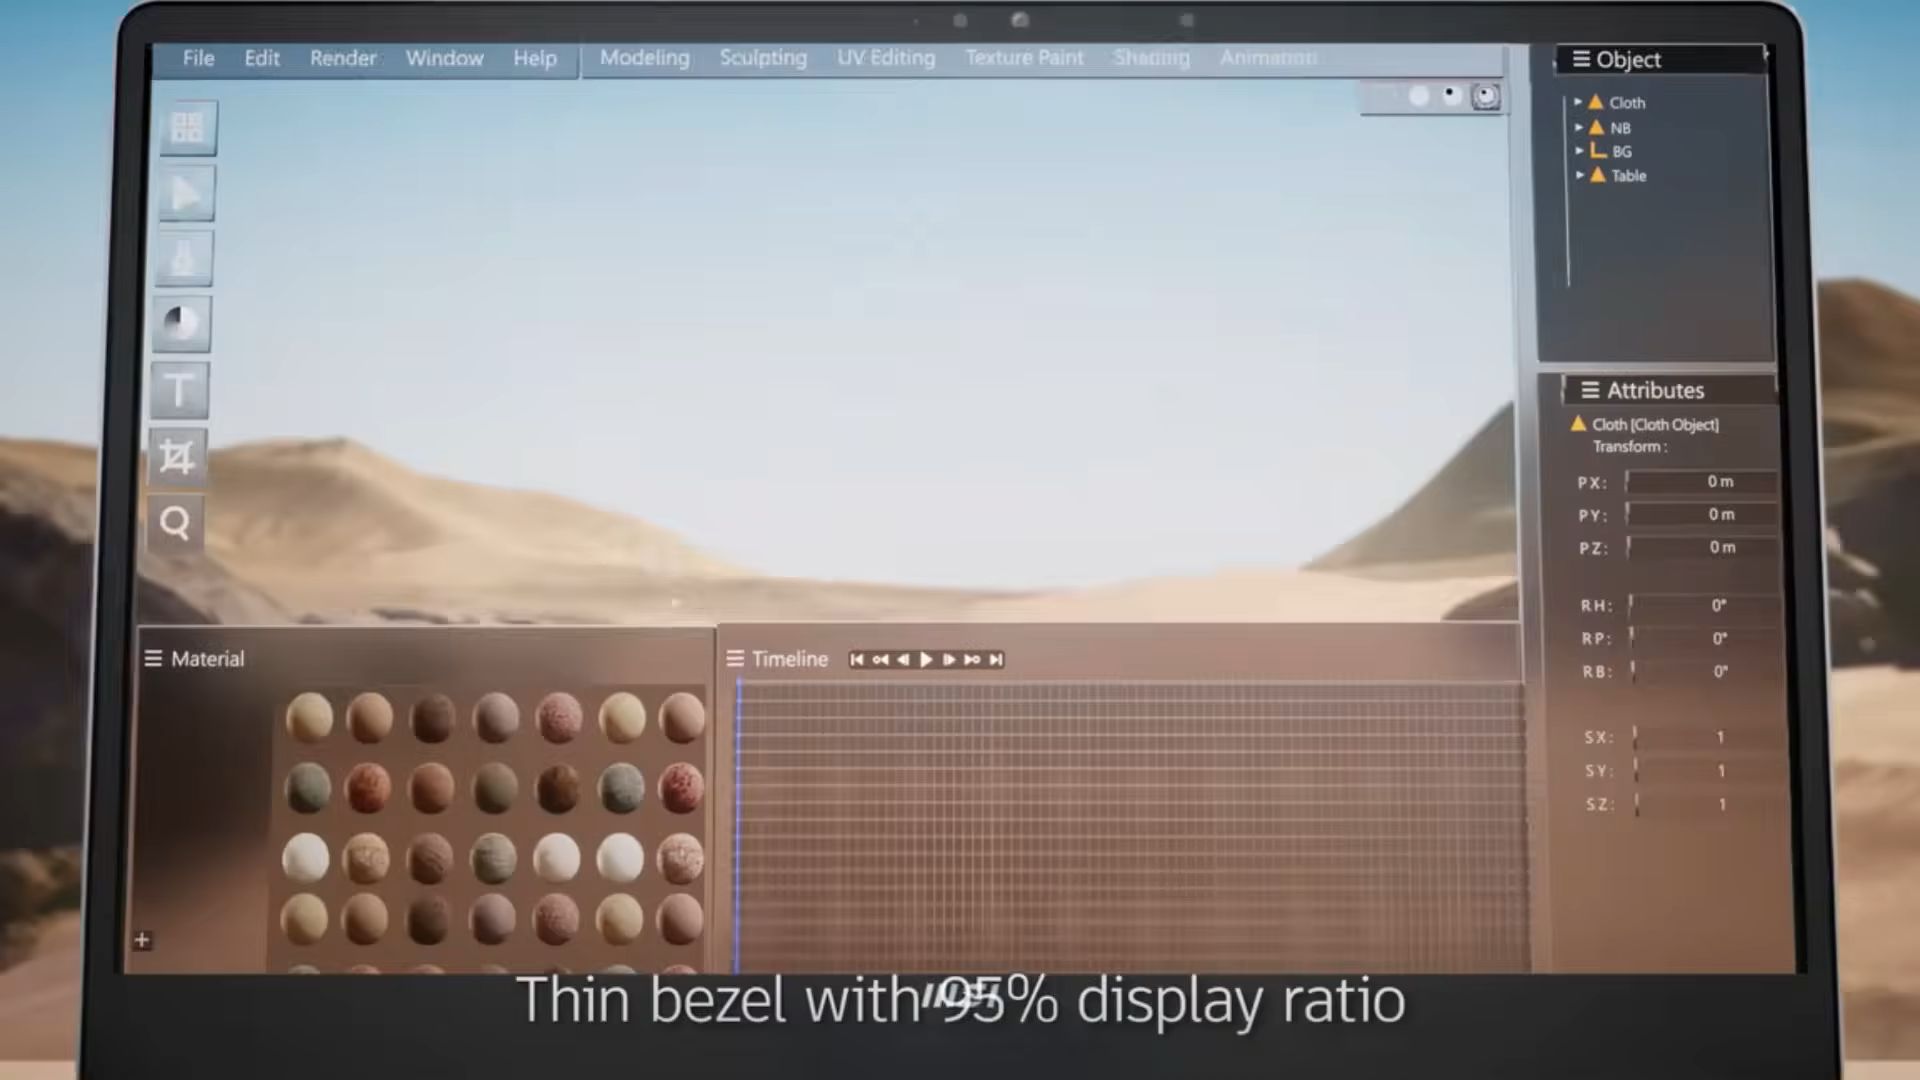 File Edit Render Window Help Modeling Sculpting UV Editing Texture Paint Shading Animation
Object
Cloth
NB
BG
Table
T
Attributes
Cloth [Cloth Object]
Transform :
PX: 0 m
PY: 0 m
PZ: 0 m
RH: 0°
RP: 0°
RB: 0°
SX: 1
SY: 1
SZ: 1
Material
Timeline
msi
Thin bezel with 95% display ratio